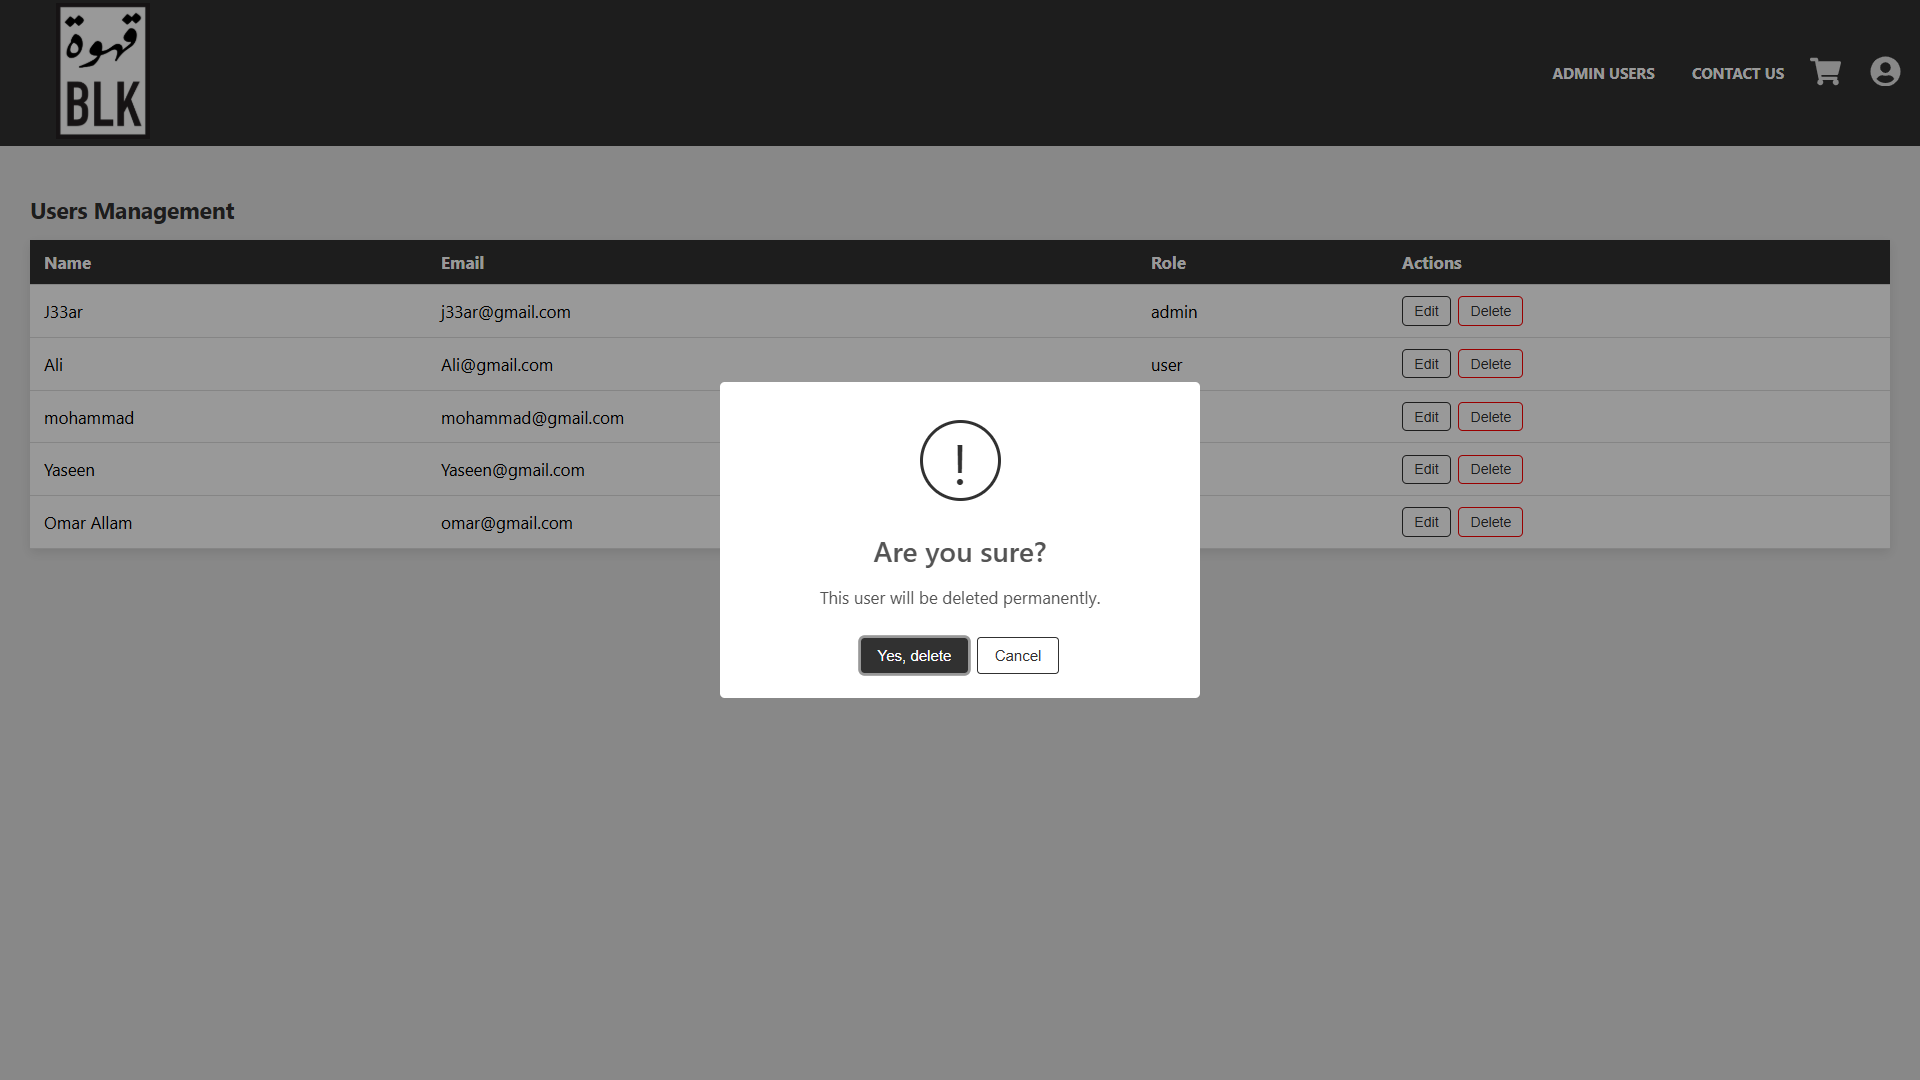 قهوة
BLK
ADMIN USERS CONTACT US
Users Management
Name Email Role Actions
J33ar j33ar@gmail.com admin Edit Delete
Ali Ali@gmail.com user Edit Delete
mohammad mohammad@gmail.com Edit Delete
Yaseen Yaseen@gmail.com Edit Delete
Omar Allam omar@gmail.com Edit Delete
!
Are you sure?
This user will be deleted permanently.
Yes, delete Cancel